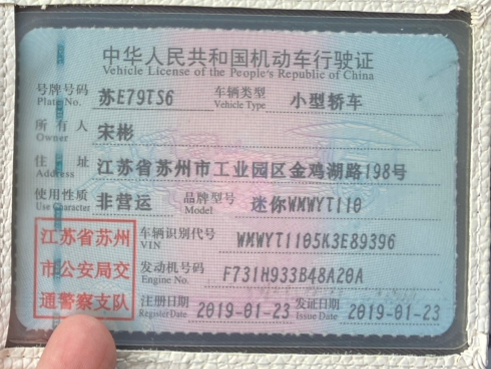 中华人民共和国机动车行驶证
Vehicle License of the People's Republic of China
号牌号码 苏E79TS6 车辆类型 小型轿车
Plate No. Vehicle Type
所有人 宋彬
Owner
住址 江苏省苏州市工业园区金鸡湖路198号
Address
使用性质 非营运 品牌型号 迷你WMWYT110
Use Character Model
江苏省苏州 车辆识别代号 WMWYT1105K3E89396
VIN
市公安局交 发动机号码 F731H933B48A20A
Engine No.
通警察支队 注册日期 2019-01-23 发证日期 2019-01-23
Register Date Issue Date